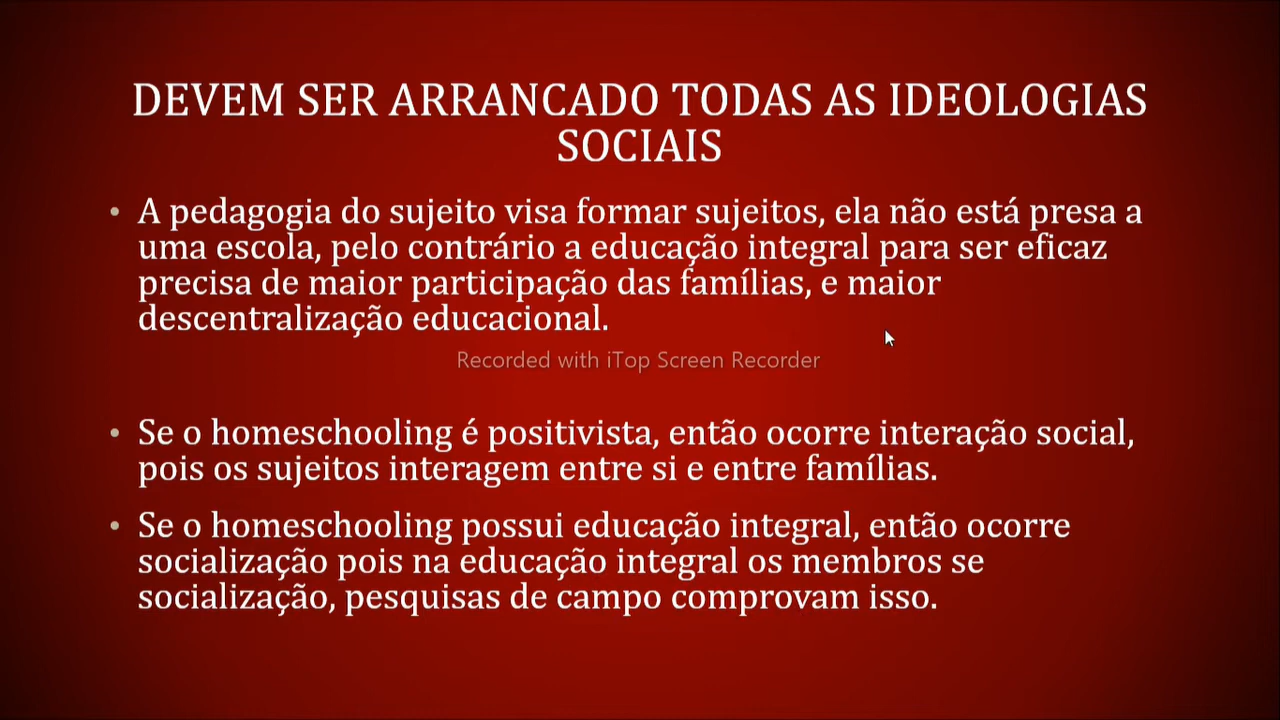 DEVEM SER ARRANCADO TODAS AS IDEOLOGIAS
SOCIAIS
• A pedagogia do sujeito visa formar sujeitos, ela não está presa a
uma escola, pelo contrário a educação integral para ser eficaz
precisa de maior participação das famílias, e maior
descentralização educacional.
Recorded with iTop Screen Recorder
• Se o homeschooling é positivista, então ocorre interação social,
pois os sujeitos interagem entre si e entre famílias.
• Se o homeschooling possui educação integral, então ocorre
socialização pois na educação integral os membros se
socialização, pesquisas de campo comprovam isso.